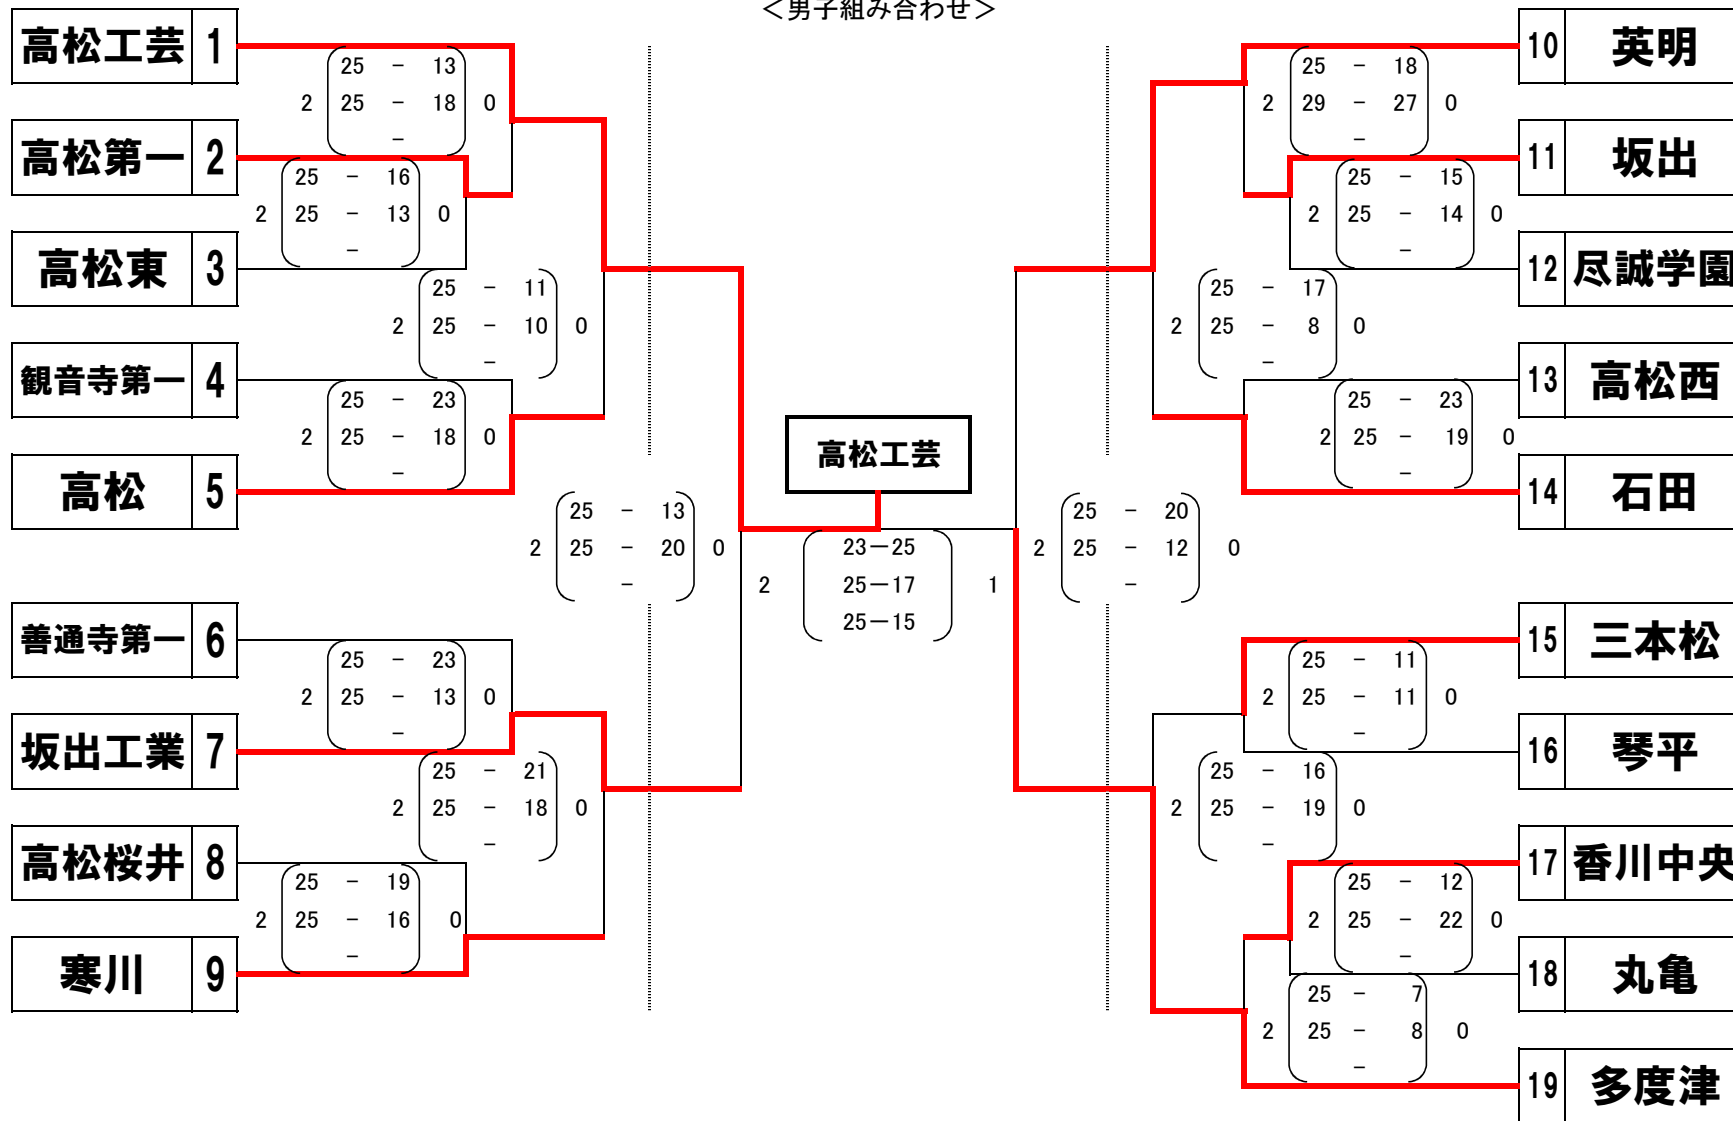 ＜男子組み合わせ＞
高松工芸 1
25 - 13
2 25 - 18 0
-
高松第一 2
25 - 16
2 25 - 13 0
-
高松東 3
25 - 11
2 25 - 10 0
-
観音寺第一 4
25 - 23
2 25 - 18 0
-
高松 5
25 - 13
2 25 - 20 0
-
善通寺第一 6
25 - 23
2 25 - 13 0
-
坂出工業 7
25 - 21
2 25 - 18 0
-
高松桜井 8
25 - 19
2 25 - 16 0
-
寒川 9
高松工芸
23－25
2 25－17 1
25－15
10 英明
25 - 18
2 29 - 27 0
-
11 坂出
25 - 15
2 25 - 14 0
-
12 尽誠学園
25 - 17
2 25 - 8 0
-
13 高松西
25 - 23
2 25 - 19 0
-
14 石田
25 - 20
2 25 - 12 0
-
15 三本松
25 - 11
2 25 - 11 0
-
16 琴平
25 - 16
2 25 - 19 0
-
17 香川中央
25 - 12
2 25 - 22 0
-
18 丸亀
25 - 7
2 25 - 8 0
-
19 多度津